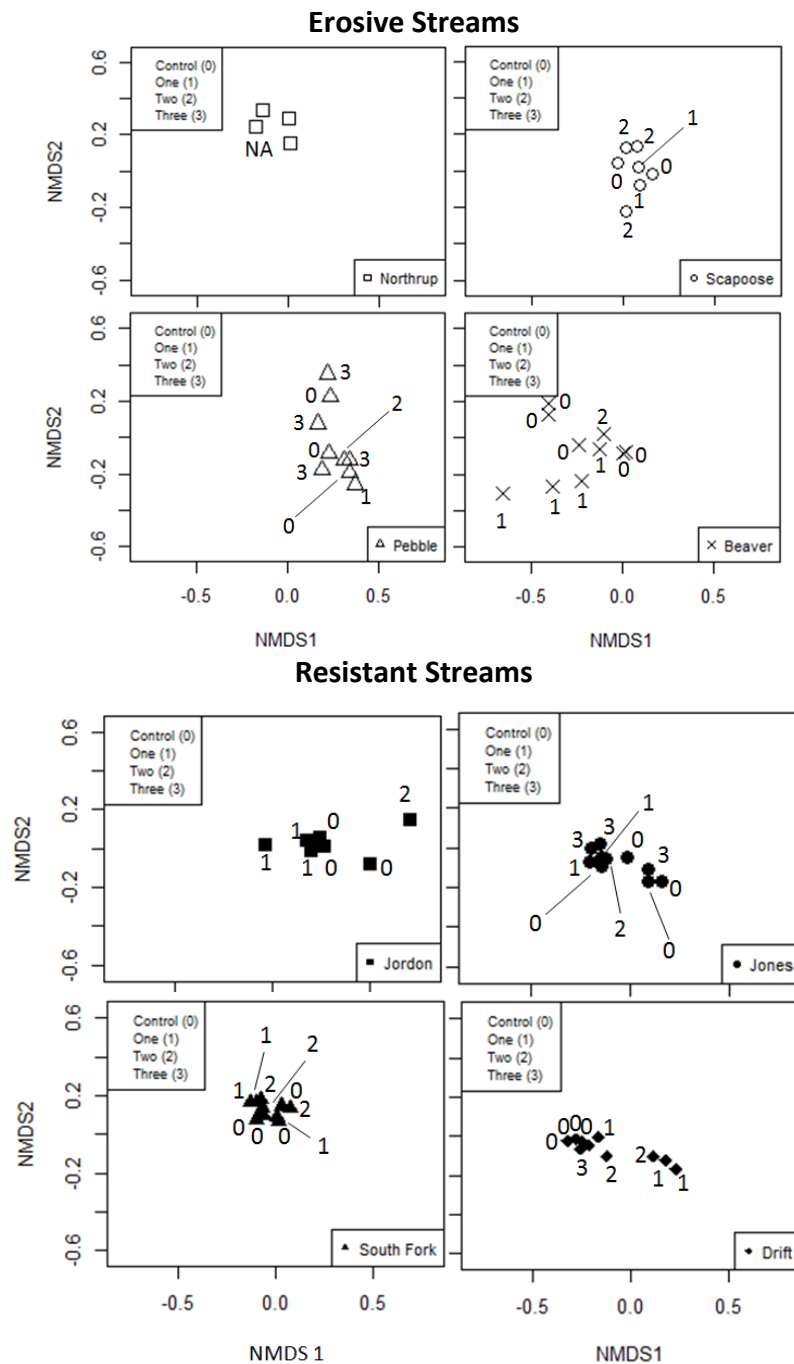 Erosive Streams
NMDS2
0.6
0.2
-0.2
-0.6
Control (0)
One (1)
Two (2)
Three (3)
NA
Northrup
Control (0)
One (1)
Two (2)
Three (3)
2
2
1
0
0
1
2
Scapoose
NMDS2
0.6
0.2
-0.2
-0.6
Control (0)
One (1)
Two (2)
Three (3)
3
0
2
3
0
3
3
1
0
Pebble
Control (0)
One (1)
Two (2)
Three (3)
0
0
2
0
0
1
0
1
1
1
Beaver
-0.5 0.0 0.5
-0.5 0.0 0.5
NMDS1
NMDS1
Resistant Streams
NMDS2
0.6
0.2
-0.2
-0.6
Control (0)
One (1)
Two (2)
Three (3)
2
1
0
1
1
0
0
Jordon
Control (0)
One (1)
Two (2)
Three (3)
1
3
3
0
3
1
0
0
2
0
Jones
NMDS2
0.6
0.2
-0.2
-0.6
Control (0)
One (1)
Two (2)
Three (3)
1
2
1
2
0
2
0
0
0
1
South Fork
Control (0)
One (1)
Two (2)
Three (3)
0
0
0
0
1
3
2
2
1
1
Drift
-0.5 0.0 0.5
-0.5 0.0 0.5
NMDS 1
NMDS1